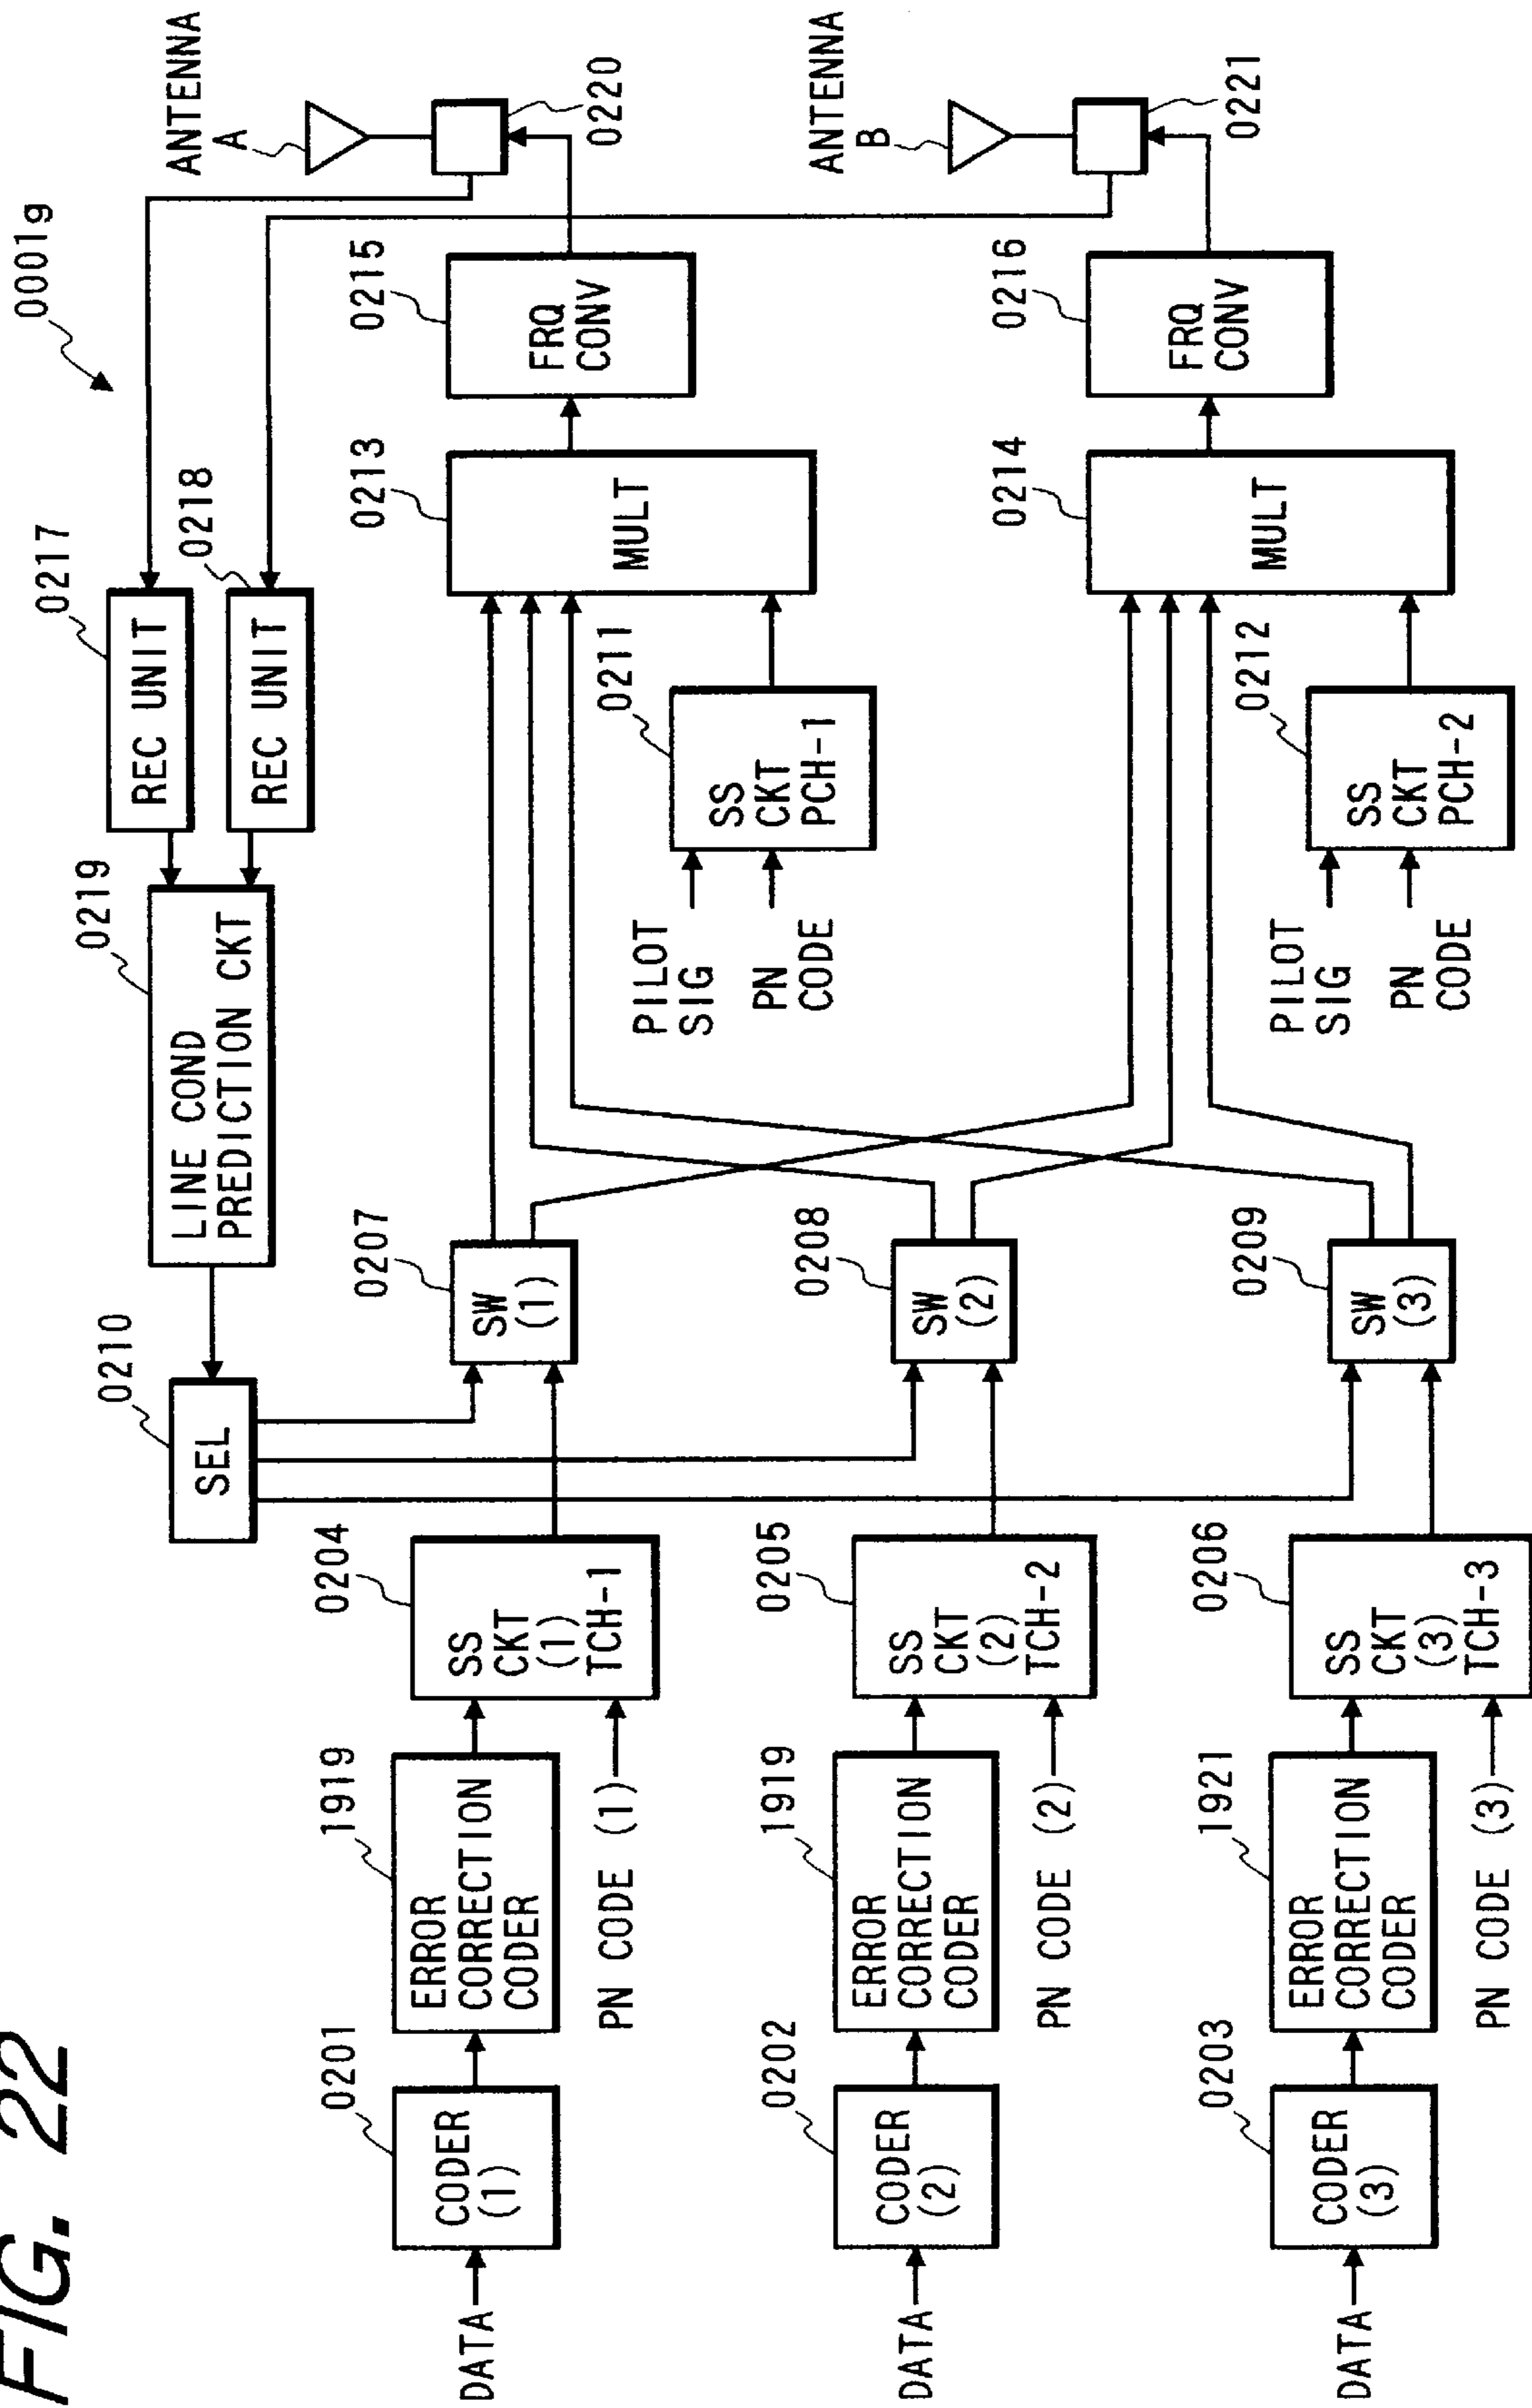 FIG. 22
00019
0217
REC UNIT
0218
REC UNIT
0219
LINE COND
PREDICTION CKT
0210
SEL
ANTENNA
A
0220
ANTENNA
B
0221
DATA
0201
CODER
(1)
1919
ERROR
CORRECTION
CODER
PN CODE (1)
0204
SS
CKT
(1)
TCH-1
0207
SW
(1)
0213
MULT
0215
FRQ
CONV
0211
SS
CKT
PCH-1
PILOT
SIG
PN
CODE
DATA
0202
CODER
(2)
1919
ERROR
CORRECTION
CODER
PN CODE (2)
0205
SS
CKT
(2)
TCH-2
0208
SW
(2)
0214
MULT
0216
FRQ
CONV
DATA
0203
CODER
(3)
1921
ERROR
CORRECTION
CODER
PN CODE (3)
0206
SS
CKT
(3)
TCH-3
0209
SW
(3)
0212
SS
CKT
PCH-2
PILOT
SIG
PN
CODE